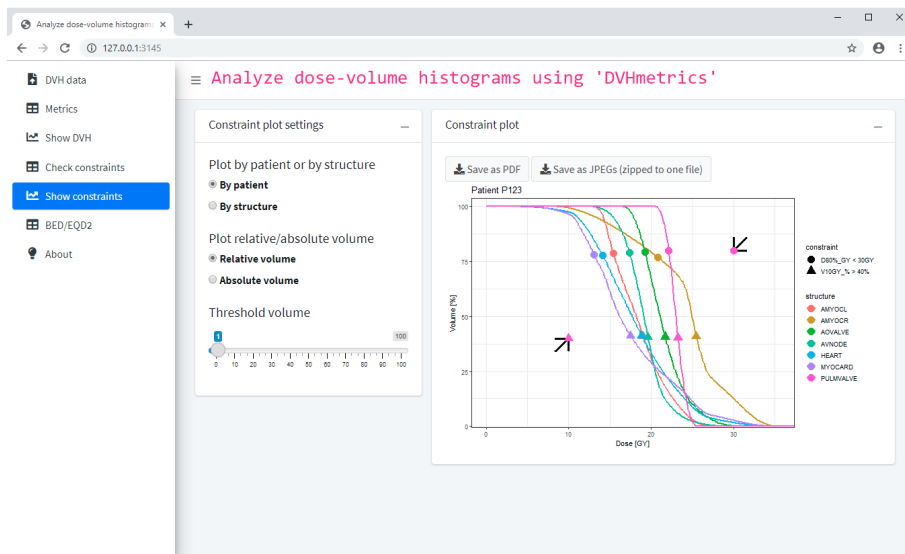 Analyze dose-volume histogram:
127.0.0.1:3145
DVH data
Metrics
Show DVH
Check constraints
Show constraints
BED/EQD2
About
Analyze dose-volume histograms using 'DVHmetrics'
Constraint plot settings
Plot by patient or by structure
By patient
By structure
Plot relative/absolute volume
Relative volume
Absolute volume
Threshold volume
1 100
0 10 20 30 40 50 60 70 80 90 100
Constraint plot
Save as PDF
Save as JPEGs (zipped to one file)
Patient P123
100
75
50
25
0
Volume [%]
0 10 20 30
Dose [GY]
constraint
D80%_GY < 30GY
V10GY_% > 40%
structure
AMYOCL
AMYOCR
AOVALVE
AVNODE
HEART
MYOCARD
PULMVALVE